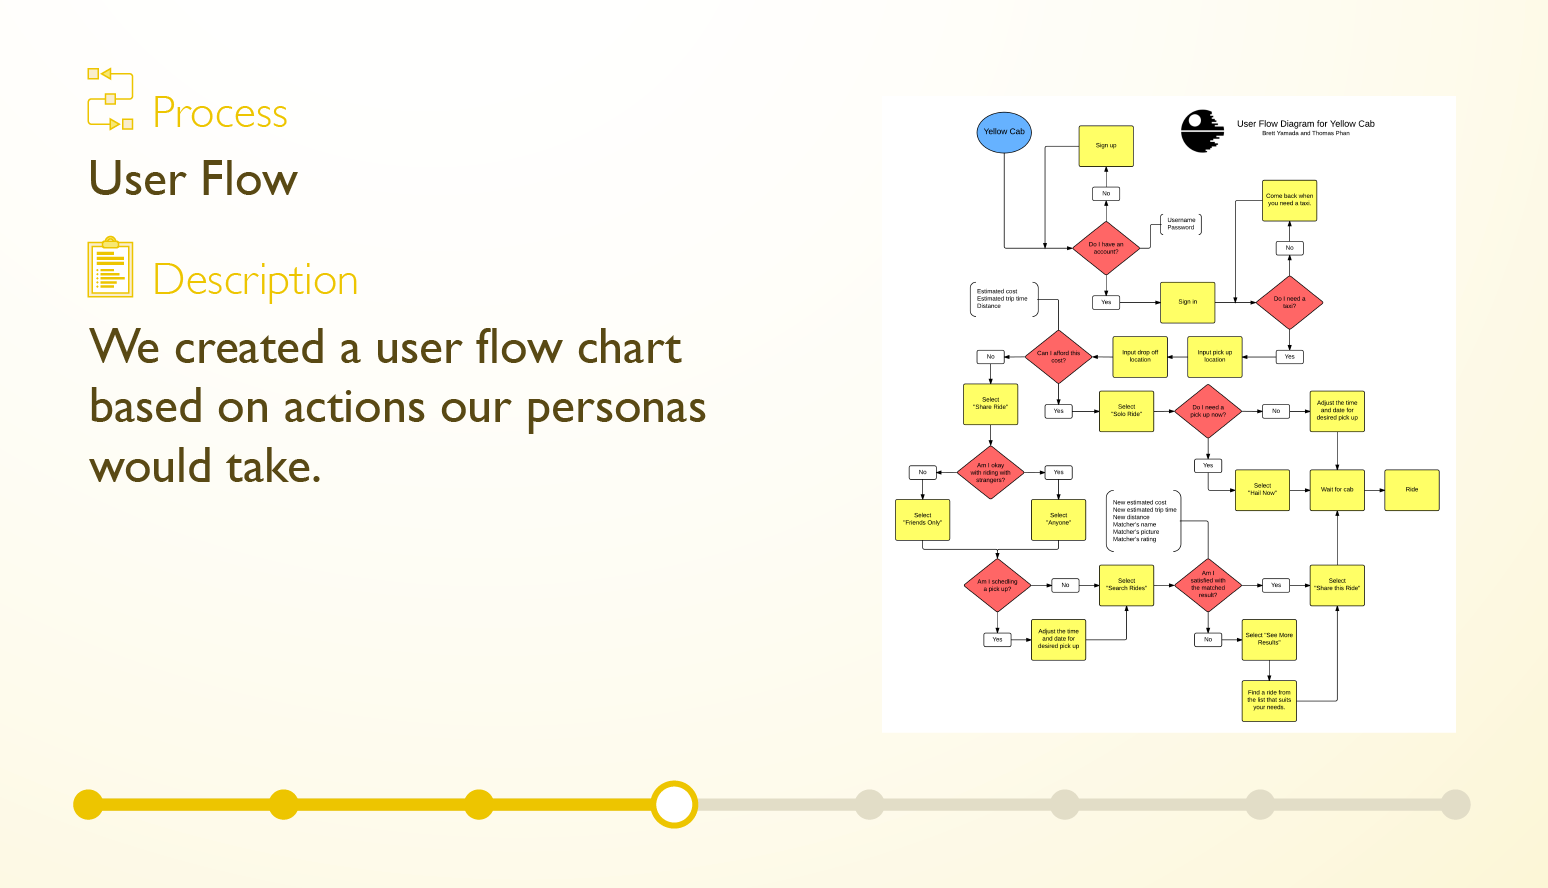 Process
User Flow
Description
We created a user flow chart
based on actions our personas
would take.
User Flow Diagram for Yellow Cab
Brett Yamada and Thomas Phan
Yellow Cab
Sign up
No
Do I have an
account?
Username
Password
Yes
Sign in
Come back when
you need a taxi.
No
Do I need a
taxi?
Yes
Input pick up
location
Input drop off
location
Estimated cost
Estimated trip time
Distance
Can I afford this
cost?
No
Select
"Share Ride"
Yes
Select
"Solo Ride"
Do I need a
pick up now?
No
Adjust the time
and date for
desired pick up
Yes
Select
"Hail Now"
Wait for cab
Ride
Am I okay
with riding with
strangers?
No
Yes
Select
"Friends Only"
Select
"Anyone"
New estimated cost
New estimated trip time
New distance
Matcher's name
Matcher's picture
Matcher's rating
Am I schedling
a pick up?
No
Select
"Search Rides"
Am I
satisfied with
the matched
result?
Yes
Select
"Share this Ride"
Yes
Adjust the time
and date for
desired pick up
No
Select "See More
Results"
Find a ride from
the list that suits
your needs.